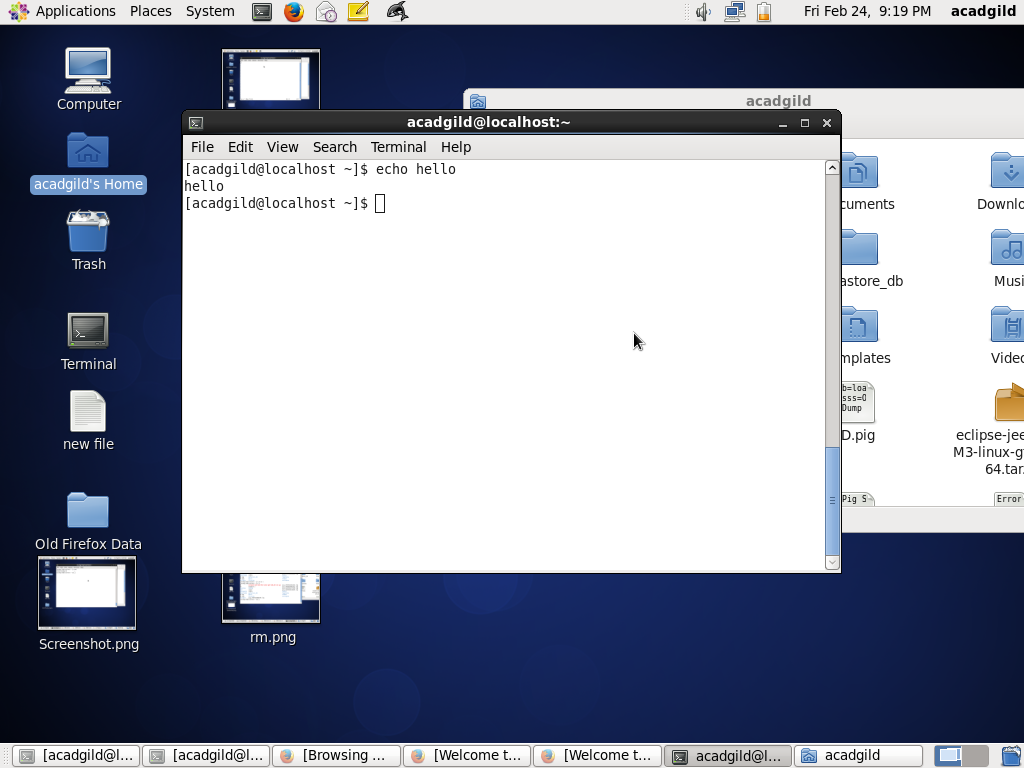 Applications Places System Fri Feb 24, 9:19 PM acadgild
Computer
acadgild's Home
Trash
Terminal
new file
Old Firefox Data
Screenshot.png
rm.png
acadgild
acadgild@localhost:~
File Edit View Search Terminal Help
[acadgild@localhost ~]$ echo hello
hello
[acadgild@localhost ~]$
cuments Downlo
astore_db Musi
mplates Video
b=loa
sss=O
Dump
D.pig
eclipse-jee
M3-linux-gt
64.tar.
Pig S Error
[acadgild@l... [acadgild@l... [Browsing ... [Welcome t... [Welcome t... acadgild@l... acadgild